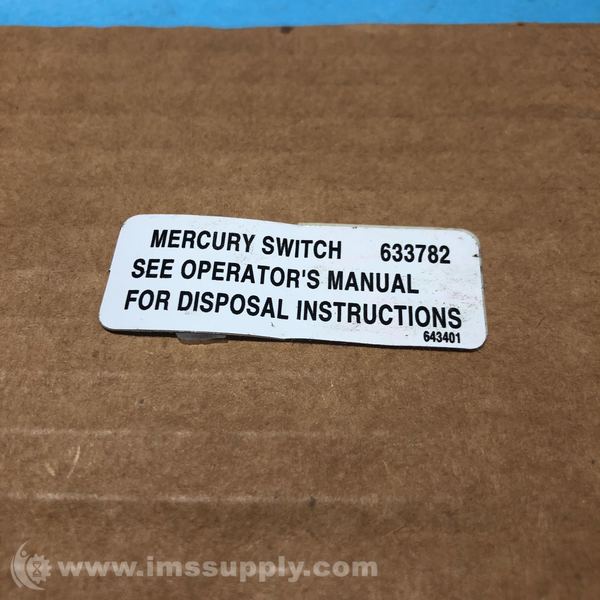 MERCURY SWITCH 633782
SEE OPERATOR'S MANUAL
FOR DISPOSAL INSTRUCTIONS
643401
www.imssupply.com